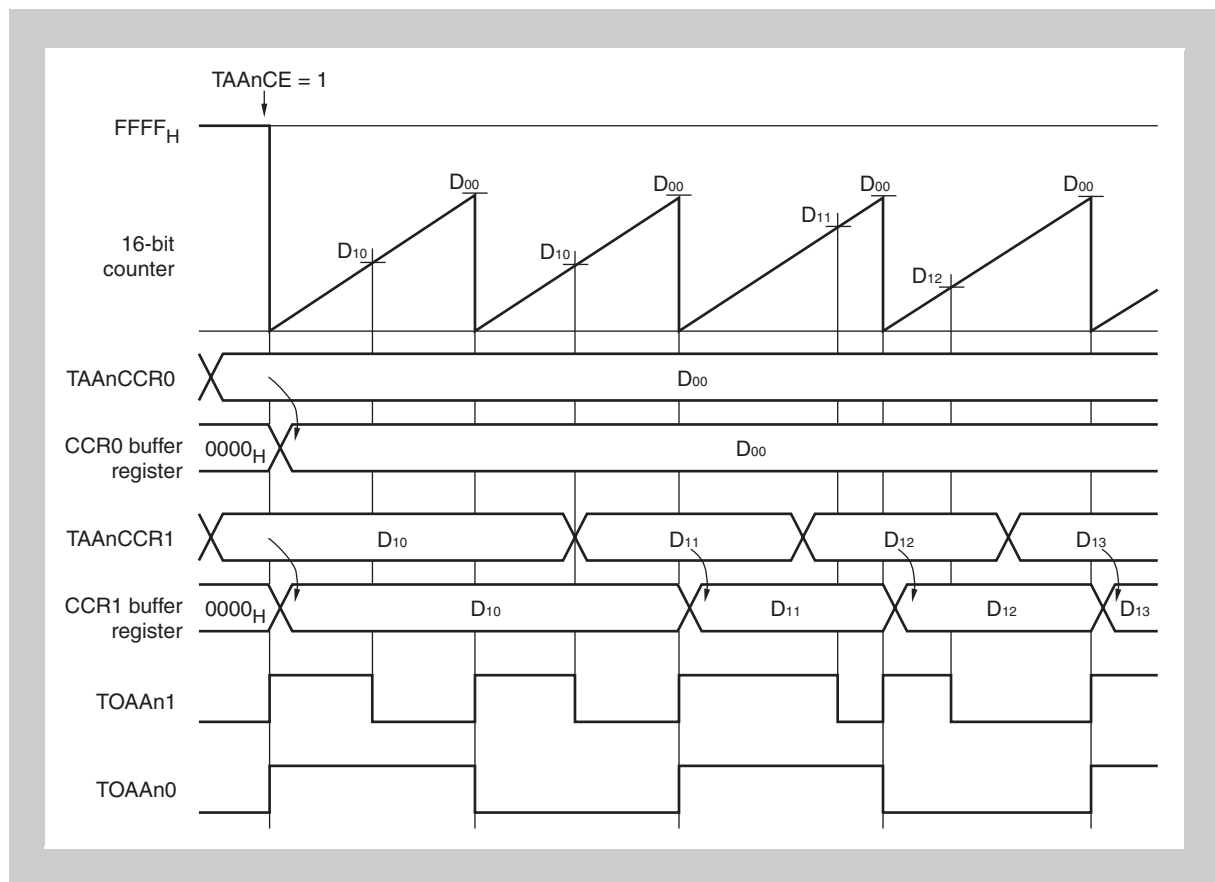 TAAnCE = 1
FFFFH
D00 D00 D00 D00
D11
D10 D10
16-bit
counter
D12
TAAnCCR0
D00
CCR0 buffer
register
0000H
D00
TAAnCCR1
D10 D11 D12 D13
CCR1 buffer
register
0000H
D10 D11 D12 D13
TOAAn1
TOAAn0